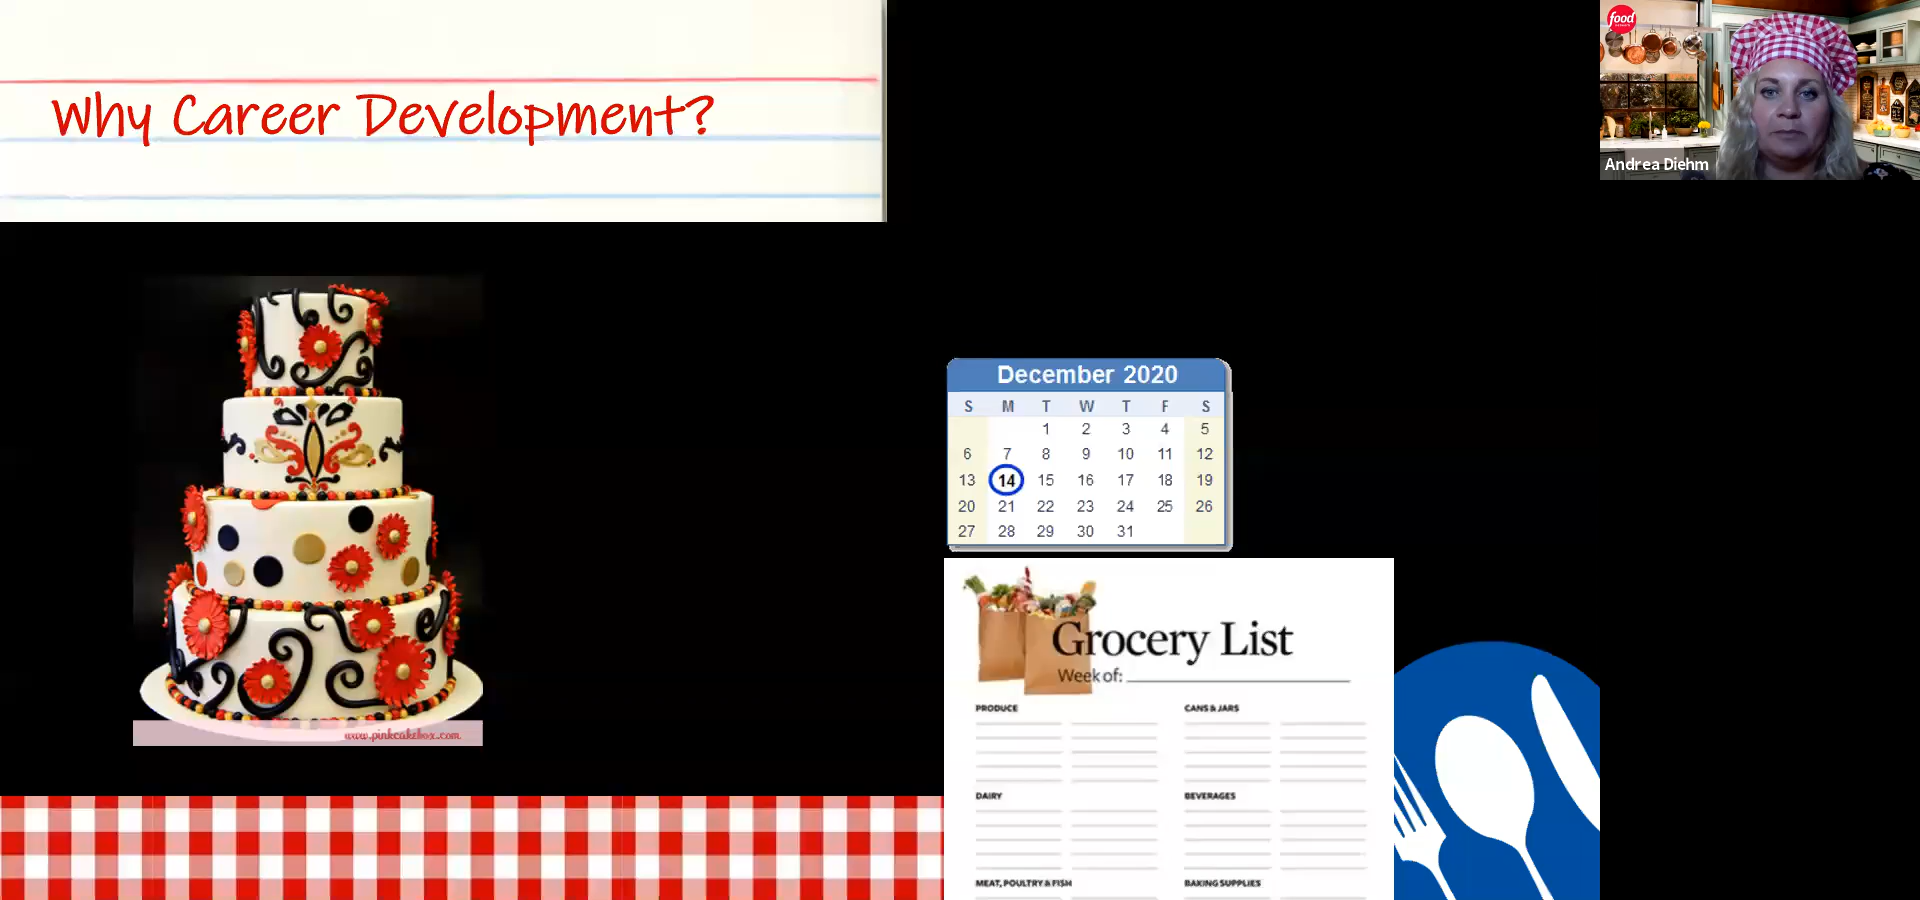 Why Career Development?
food
Andrea Diehm
December 2020
S M T W T F S
1 2 3 4 5
6 7 8 9 10 11 12
13 14 15 16 17 18 19
20 21 22 23 24 25 26
27 28 29 30 31
Grocery List
Week of:
PRODUCE CANS & JARS
DAIRY BEVERAGES
MEAT, POULTRY & FISH BAKING SUPPLIES
www.pinkcakebox.com